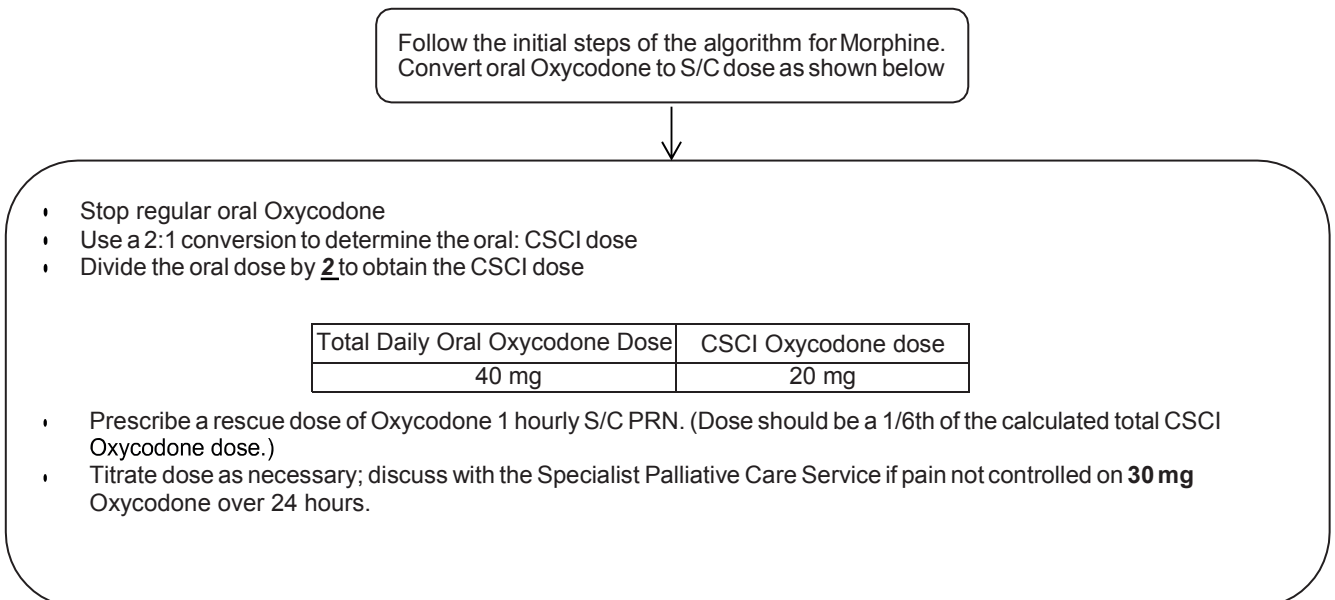 Follow the initial steps of the algorithm for Morphine.
Convert oral Oxycodone to S/C dose as shown below
• Stop regular oral Oxycodone
• Use a 2:1 conversion to determine the oral: CSCI dose
• Divide the oral dose by 2 to obtain the CSCI dose
Total Daily Oral Oxycodone Dose CSCI Oxycodone dose
40 mg 20 mg
• Prescribe a rescue dose of Oxycodone 1 hourly S/C PRN. (Dose should be a 1/6th of the calculated total CSCI
Oxycodone dose.)
• Titrate dose as necessary; discuss with the Specialist Palliative Care Service if pain not controlled on 30 mg
Oxycodone over 24 hours.